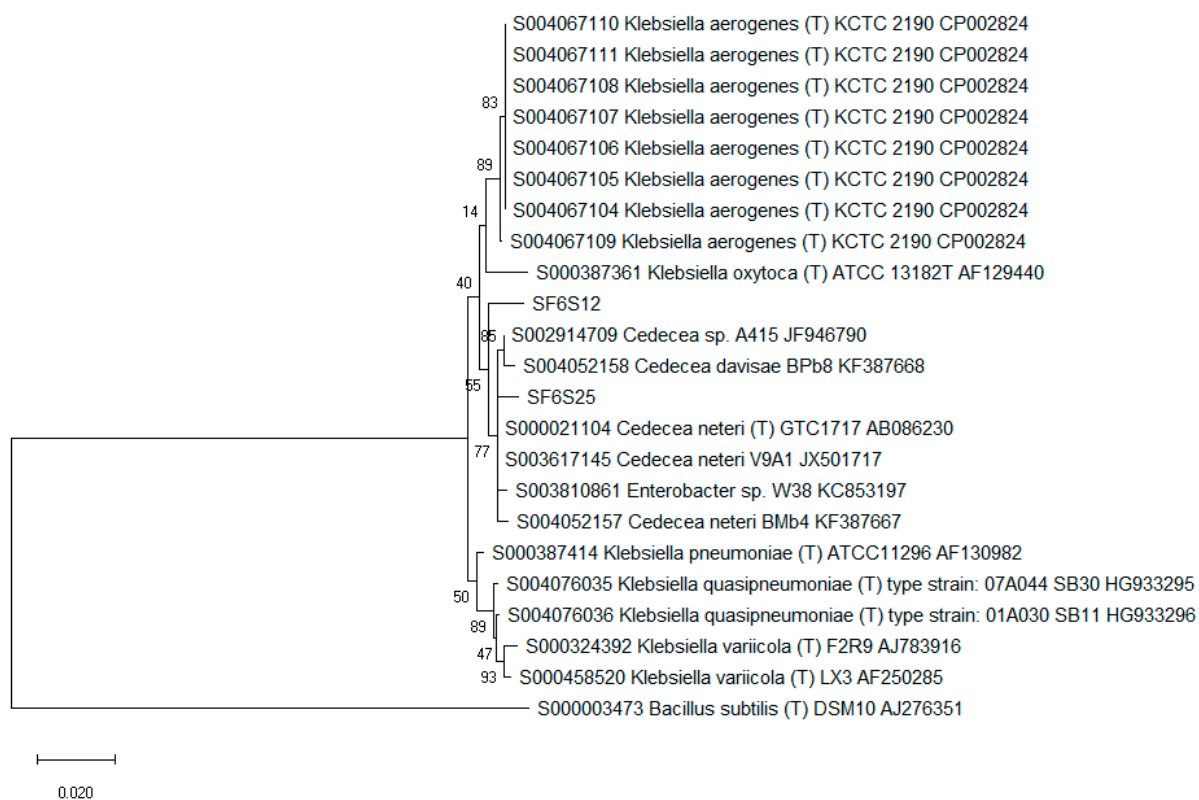 S004067110 Klebsiella aerogenes (T) KCTC 2190 CP002824
S004067111 Klebsiella aerogenes (T) KCTC 2190 CP002824
S004067108 Klebsiella aerogenes (T) KCTC 2190 CP002824
83
S004067107 Klebsiella aerogenes (T) KCTC 2190 CP002824
S004067106 Klebsiella aerogenes (T) KCTC 2190 CP002824
89
S004067105 Klebsiella aerogenes (T) KCTC 2190 CP002824
S004067104 Klebsiella aerogenes (T) KCTC 2190 CP002824
14
S004067109 Klebsiella aerogenes (T) KCTC 2190 CP002824
S000387361 Klebsiella oxytoca (T) ATCC 13182T AF129440
40
SF6S12
85
S002914709 Cedecea sp. A415 JF946790
S004052158 Cedecea davisae BPb8 KF387668
55
SF6S25
S000021104 Cedecea neteri (T) GTC1717 AB086230
77
S003617145 Cedecea neteri V9A1 JX501717
S003810861 Enterobacter sp. W38 KC853197
S004052157 Cedecea neteri BMb4 KF387667
S000387414 Klebsiella pneumoniae (T) ATCC11296 AF130982
S004076035 Klebsiella quasipneumoniae (T) type strain: 07A044 SB30 HG933295
50
S004076036 Klebsiella quasipneumoniae (T) type strain: 01A030 SB11 HG933296
89
S000324392 Klebsiella variicola (T) F2R9 AJ783916
47
S000458520 Klebsiella variicola (T) LX3 AF250285
93
S000003473 Bacillus subtilis (T) DSM10 AJ276351
0.020